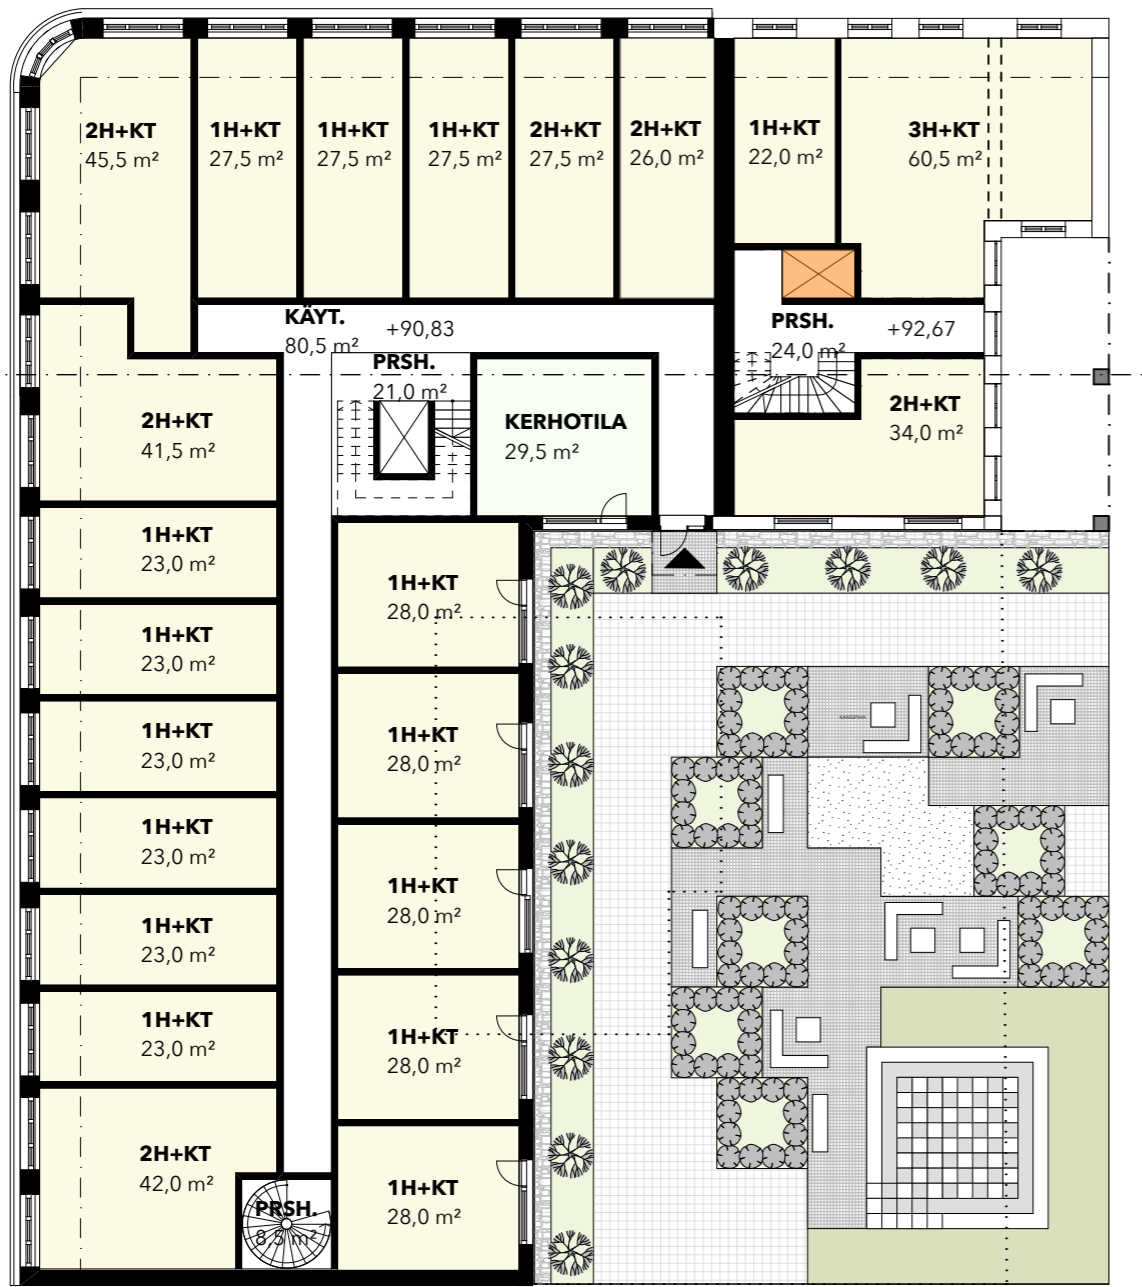 2H+KT
45,5 m²
1H+KT
27,5 m²
1H+KT
27,5 m²
1H+KT
27,5 m²
2H+KT
27,5 m²
2H+KT
26,0 m²
1H+KT
22,0 m²
3H+KT
60,5 m²
KÄYT.
80,5 m²
+90,83
PRSH.
21,0 m²
PRSH.
24,0 m²
+92,67
2H+KT
41,5 m²
KERHOTILA
29,5 m²
2H+KT
34,0 m²
1H+KT
23,0 m²
1H+KT
28,0 m²
1H+KT
23,0 m²
1H+KT
23,0 m²
1H+KT
28,0 m²
1H+KT
23,0 m²
1H+KT
28,0 m²
1H+KT
23,0 m²
1H+KT
23,0 m²
1H+KT
28,0 m²
2H+KT
42,0 m²
1H+KT
28,0 m²
PRSH.
8,5 m²